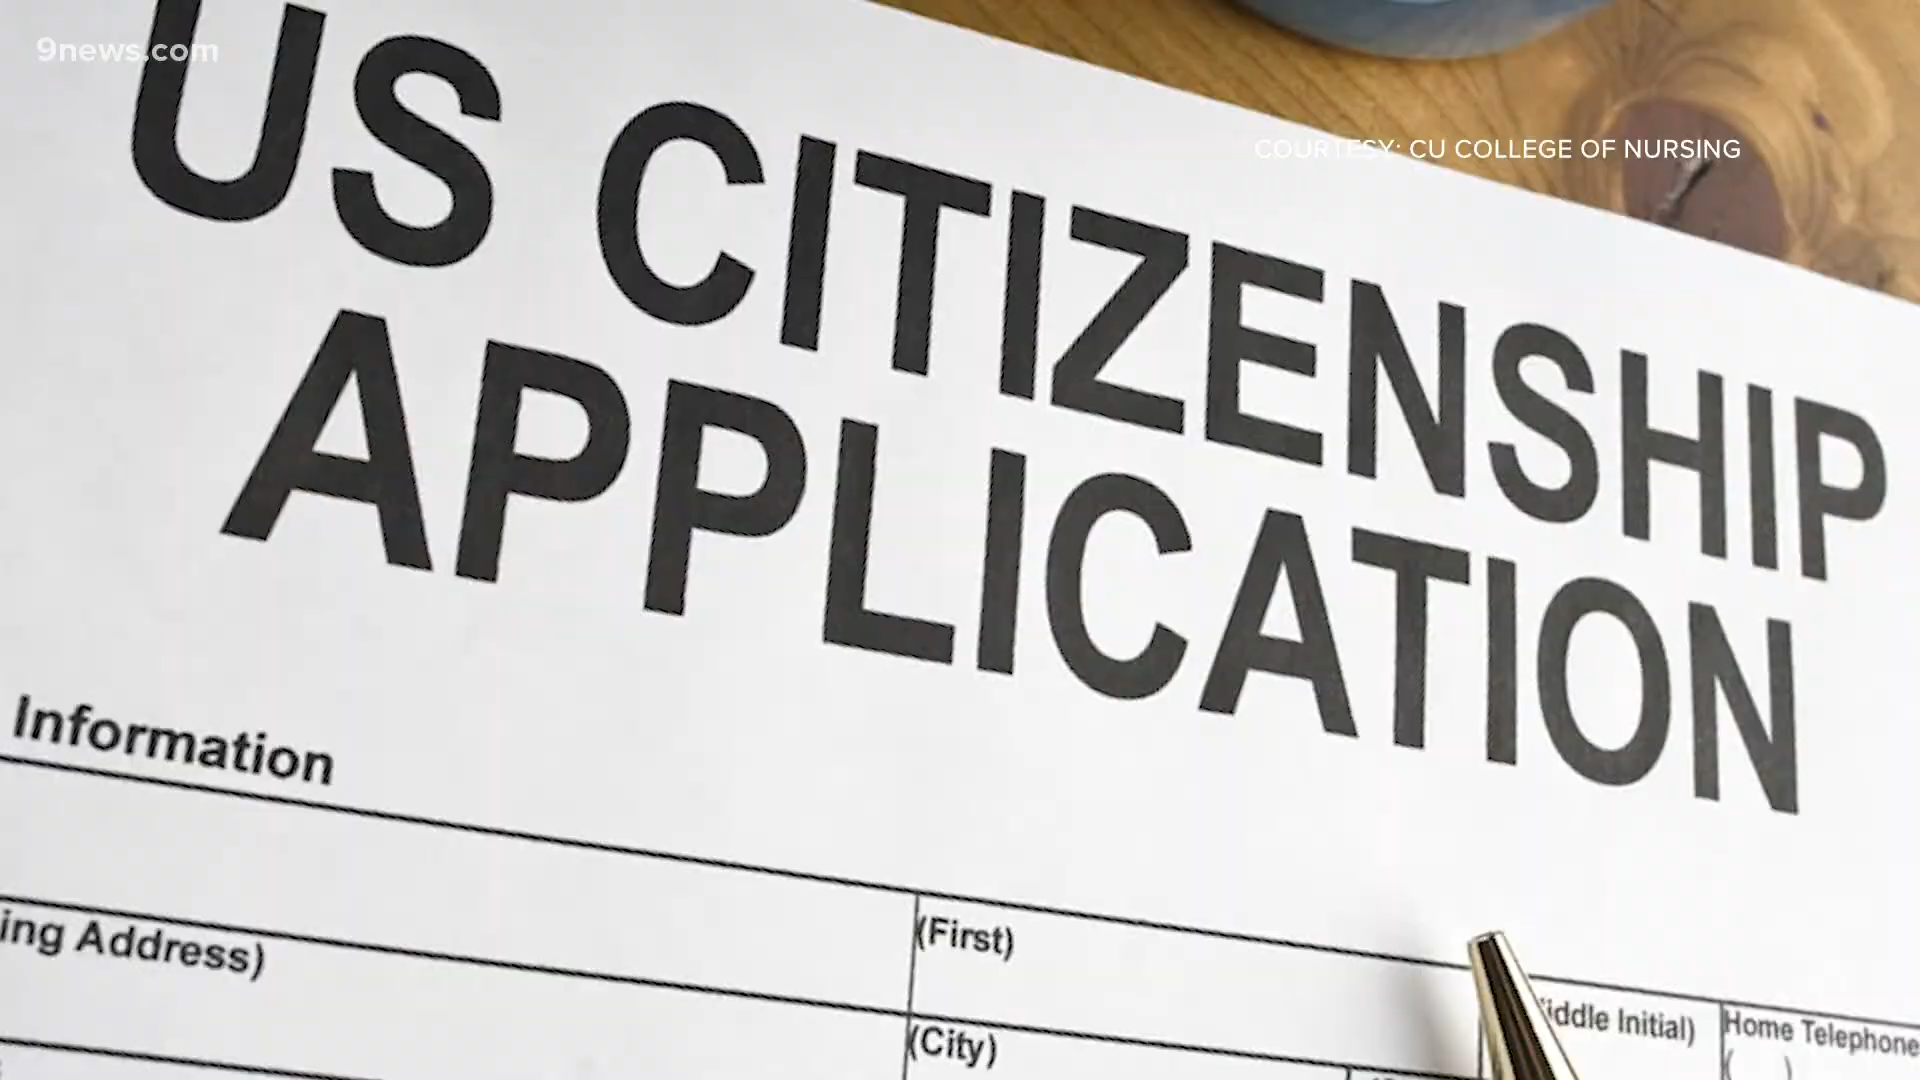 9news.com
COURTESY: CU COLLEGE OF NURSING
US CITIZENSHIP
APPLICATION
Information
(First)
ing Address)
iddle Initial)
Home Telephone
(City)
( )